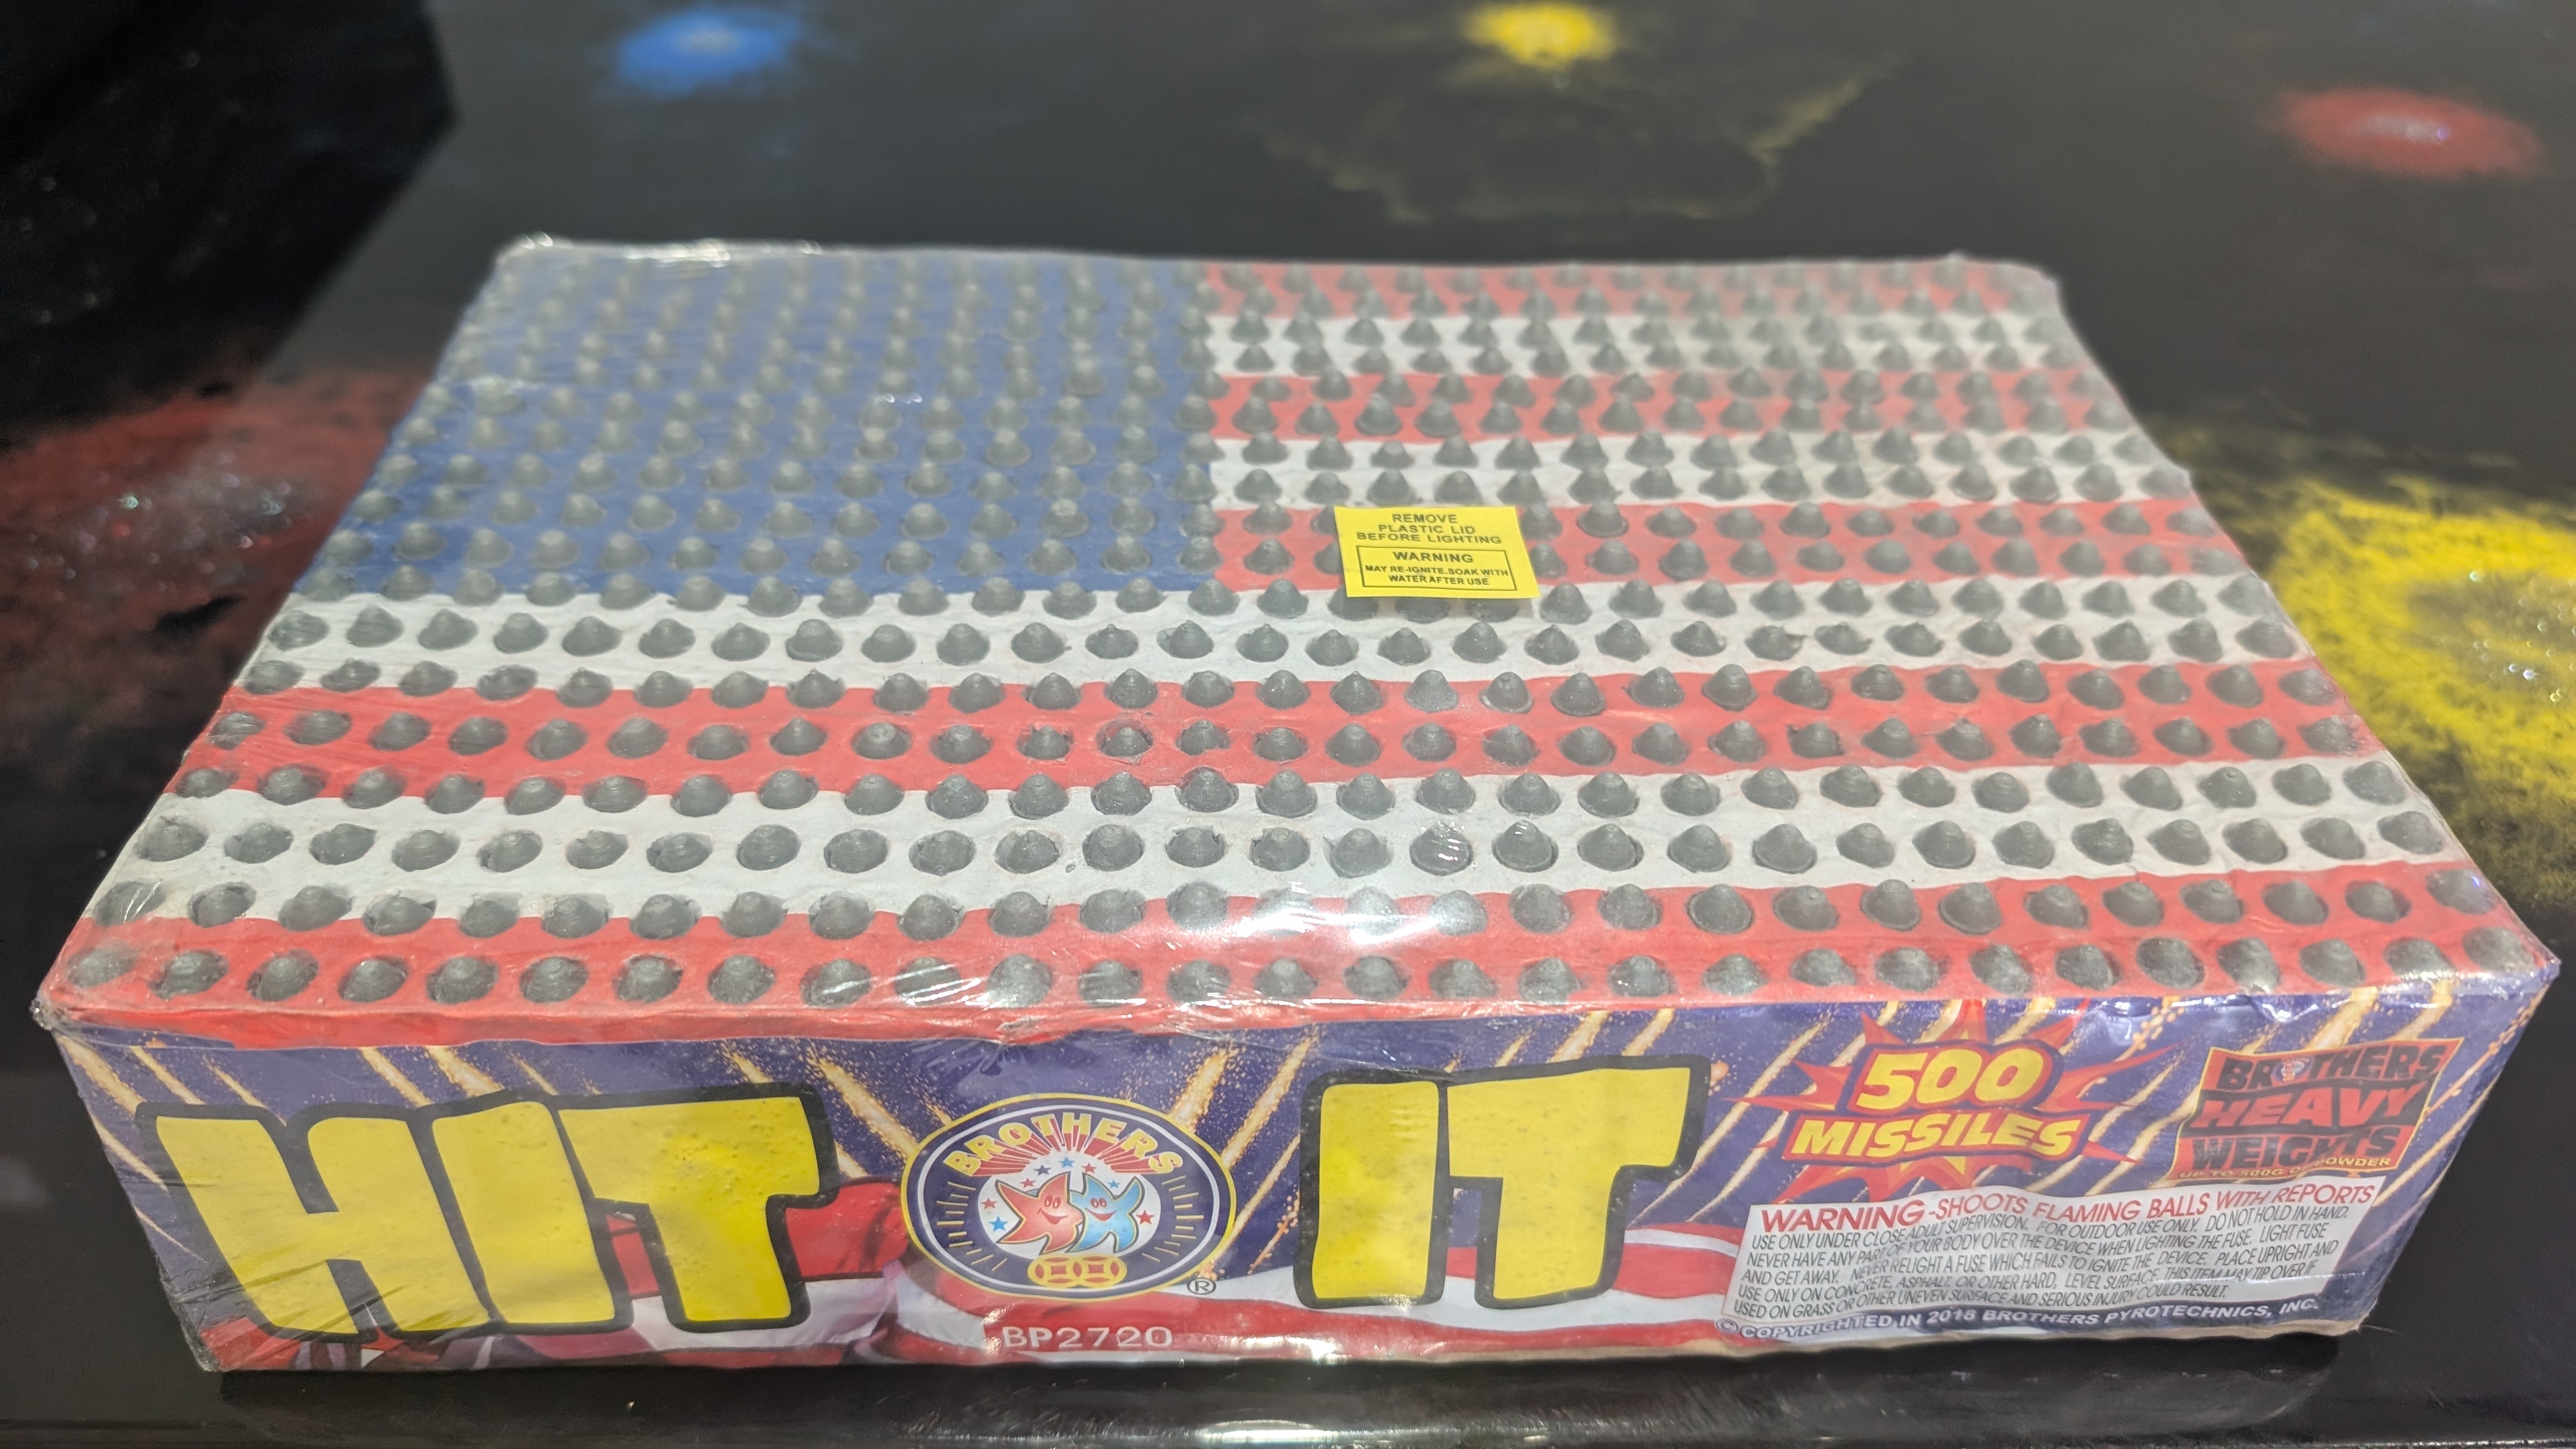 REMOVE
PLASTIC LID
BEFORE LIGHTING
WARNING
MAY RE-IGNITE.SOAK WITH
WATER AFTER USE
HIT
BROTHERS
®
IT
BP2720
500
MISSILES
BROTHERS
HEAVY
WEIGHTS
UP TO 500G OF POWDER
WARNING -SHOOTS FLAMING BALLS WITH REPORTS
USE ONLY UNDER CLOSE ADULT SUPERVISION. FOR OUTDOOR USE ONLY. DO NOT HOLD IN HAND.
NEVER HAVE ANY PART OF YOUR BODY OVER THE DEVICE WHEN LIGHTING THE FUSE. LIGHT FUSE
AND GET AWAY. NEVER RELIGHT A FUSE WHICH FAILS TO IGNITE THE DEVICE. PLACE UPRIGHT AND
USE ONLY ON CONCRETE, ASPHALT, OR OTHER HARD, LEVEL SURFACE. THIS ITEM MAY TIP OVER IF
USED ON GRASS OR OTHER UNEVEN SURFACE AND SERIOUS INJURY COULD RESULT.
© COPYRIGHTED IN 2018 BROTHERS PYROTECHNICS, INC.